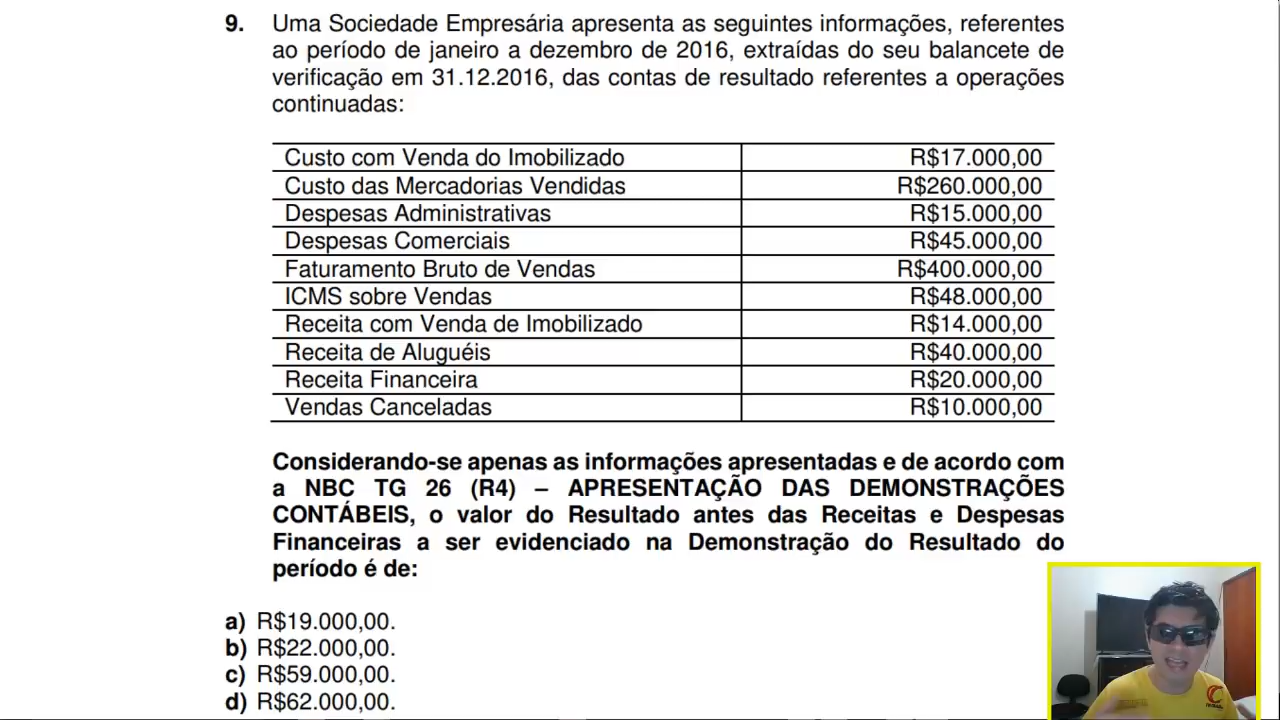 9. Uma Sociedade Empresária apresenta as seguintes informações, referentes
ao período de janeiro a dezembro de 2016, extraídas do seu balancete de
verificação em 31.12.2016, das contas de resultado referentes a operações
continuadas:
Custo com Venda do Imobilizado R$17.000,00
Custo das Mercadorias Vendidas R$260.000,00
Despesas Administrativas R$15.000,00
Despesas Comerciais R$45.000,00
Faturamento Bruto de Vendas R$400.000,00
ICMS sobre Vendas R$48.000,00
Receita com Venda de Imobilizado R$14.000,00
Receita de Aluguéis R$40.000,00
Receita Financeira R$20.000,00
Vendas Canceladas R$10.000,00
Considerando-se apenas as informações apresentadas e de acordo com
a NBC TG 26 (R4) – APRESENTAÇÃO DAS DEMONSTRAÇÕES
CONTÁBEIS, o valor do Resultado antes das Receitas e Despesas
Financeiras a ser evidenciado na Demonstração do Resultado do
período é de:
a) R$19.000,00.
b) R$22.000,00.
c) R$59.000,00.
d) R$62.000,00.